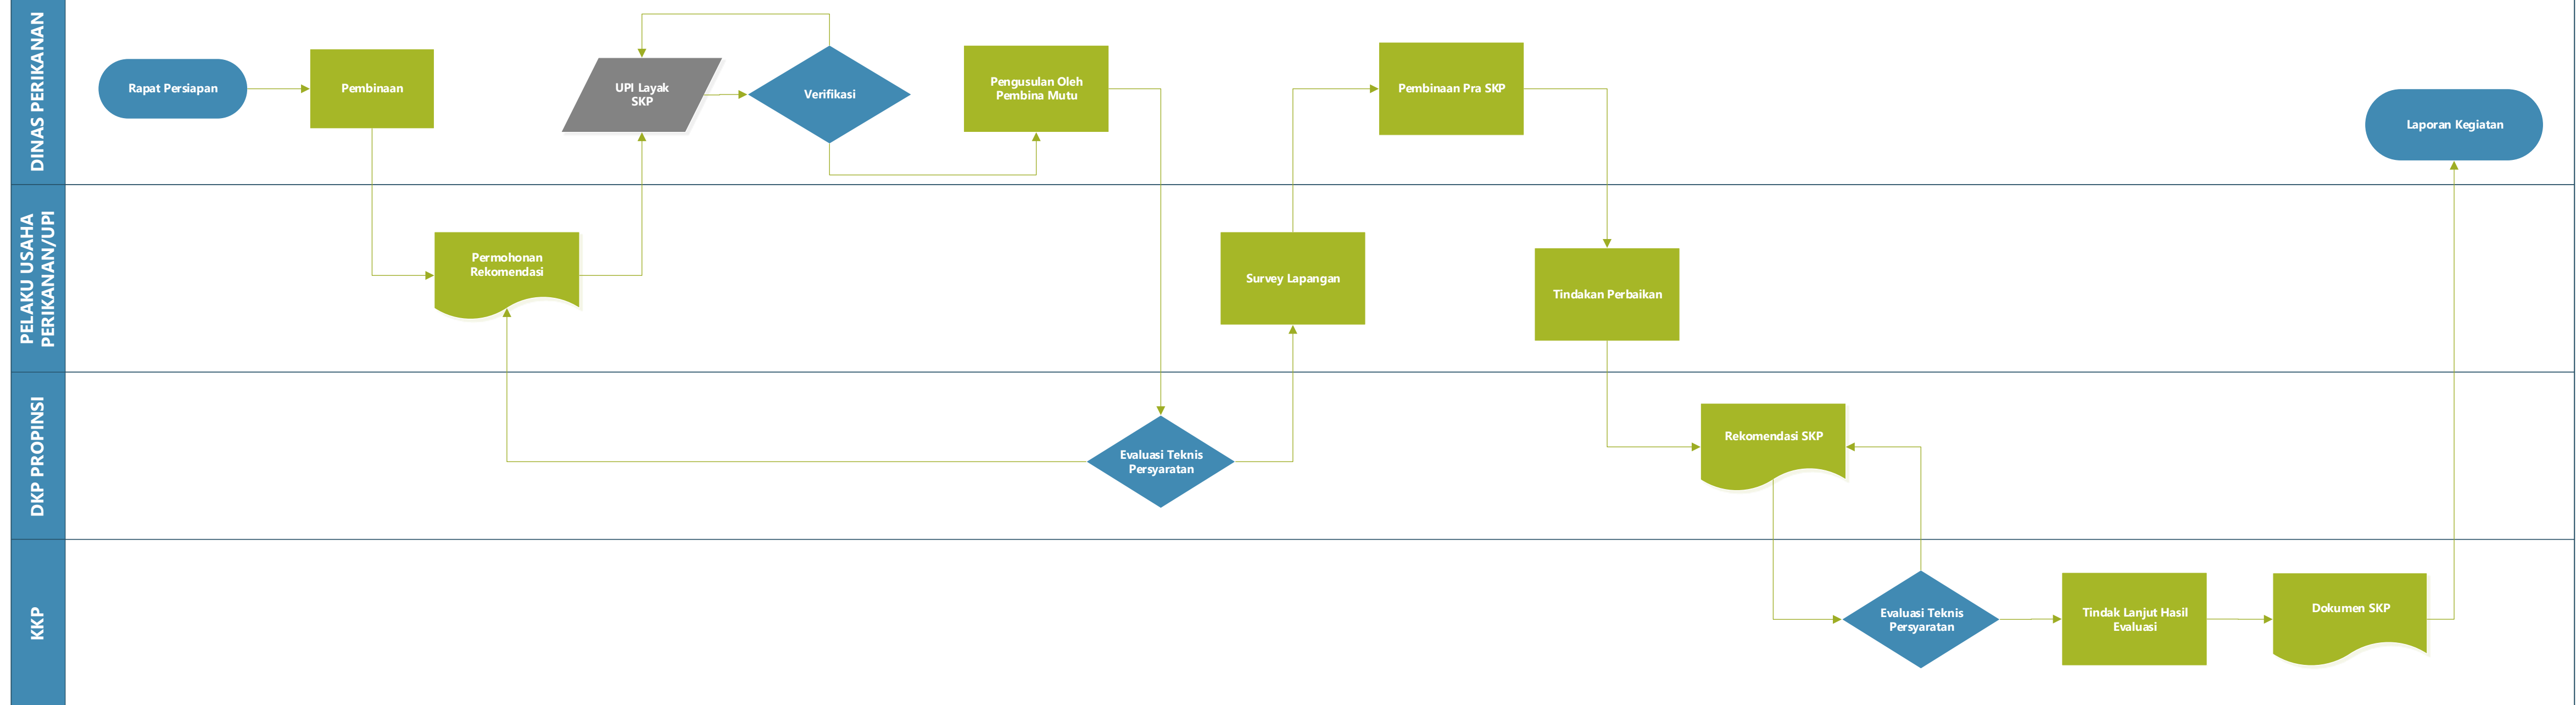 DINAS PERIKANAN
Rapat Persiapan
Pembinaan
UPI Layak
SKP
Verifikasi
Pengusulan Oleh
Pembina Mutu
Pembinaan Pra SKP
Laporan Kegiatan
PELAKU USAHA
PERIKANAN/UPI
Permohonan
Rekomendasi
Survey Lapangan
Tindakan Perbaikan
DKP PROPINSI
Evaluasi Teknis
Persyaratan
Rekomendasi SKP
KKP
Evaluasi Teknis
Persyaratan
Tindak Lanjut Hasil
Evaluasi
Dokumen SKP